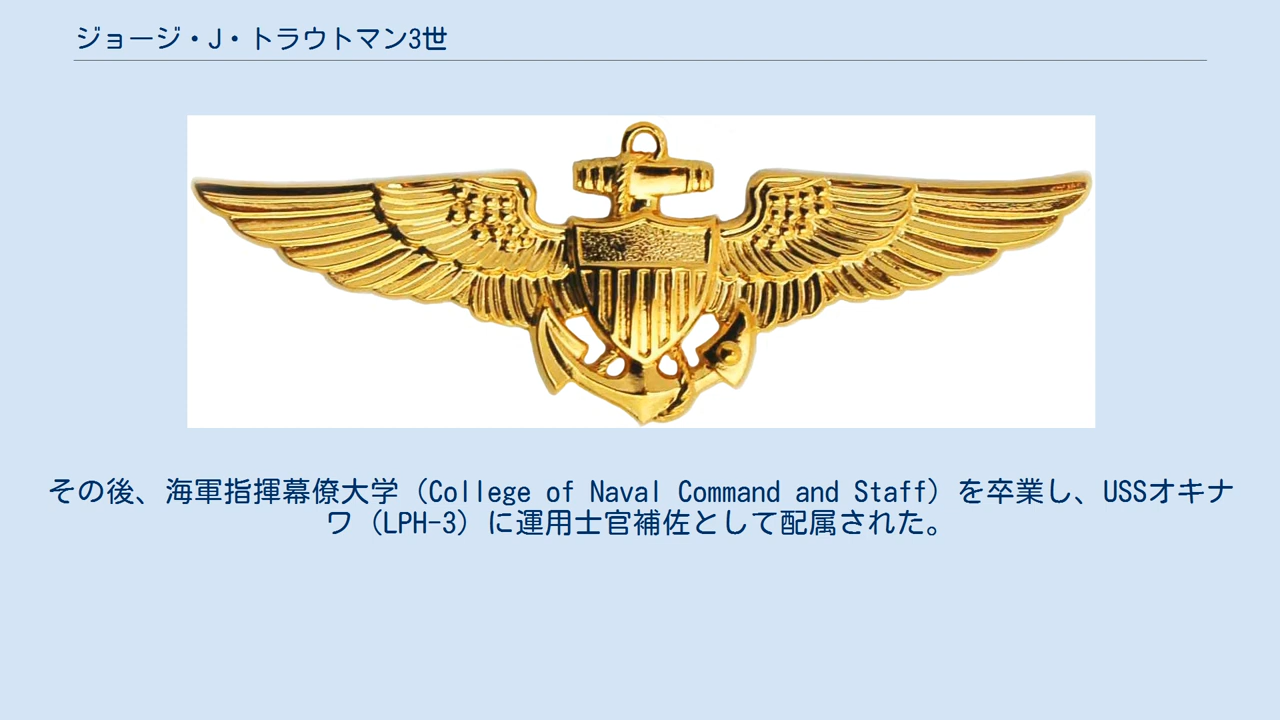 ジョージ・J・トラウトマン3世
その後、海軍指揮幕僚大学（College of Naval Command and Staff）を卒業し、USSオキナ
ワ（LPH-3）に運用士官補佐として配属された。